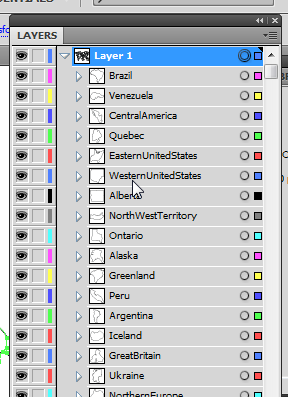 LAYERS
Layer 1
Brazil
Venezuela
CentralAmerica
Quebec
EasternUnitedStates
WesternUnitedStates
Alberta
NorthWestTerritory
Ontario
Alaska
Greenland
Peru
Argentina
Iceland
GreatBritain
Ukraine
NorthernEurope